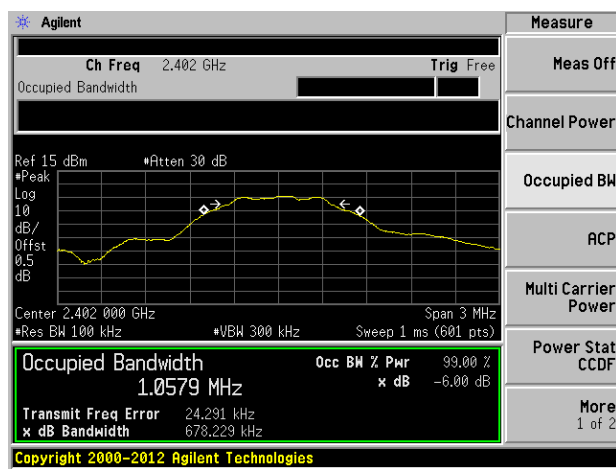 Agilent
Measure
Ch Freq 2.402 GHz Trig Free
Occupied Bandwidth
Meas Off
Channel Power
Occupied BW
ACP
Multi Carrier
Power
Power Stat
CCDF
More
1 of 2
Ref 15 dBm #Atten 30 dB
#Peak
Log
10
dB/
Offst
0.5
dB
Center 2.402 000 GHz Span 3 MHz
#Res BW 100 kHz #VBW 300 kHz Sweep 1 ms (601 pts)
Occupied Bandwidth Occ BW % Pwr 99.00 %
1.0579 MHz x dB -6.00 dB
Transmit Freq Error 24.291 kHz
x dB Bandwidth 678.229 kHz
Copyright 2000-2012 Agilent Technologies